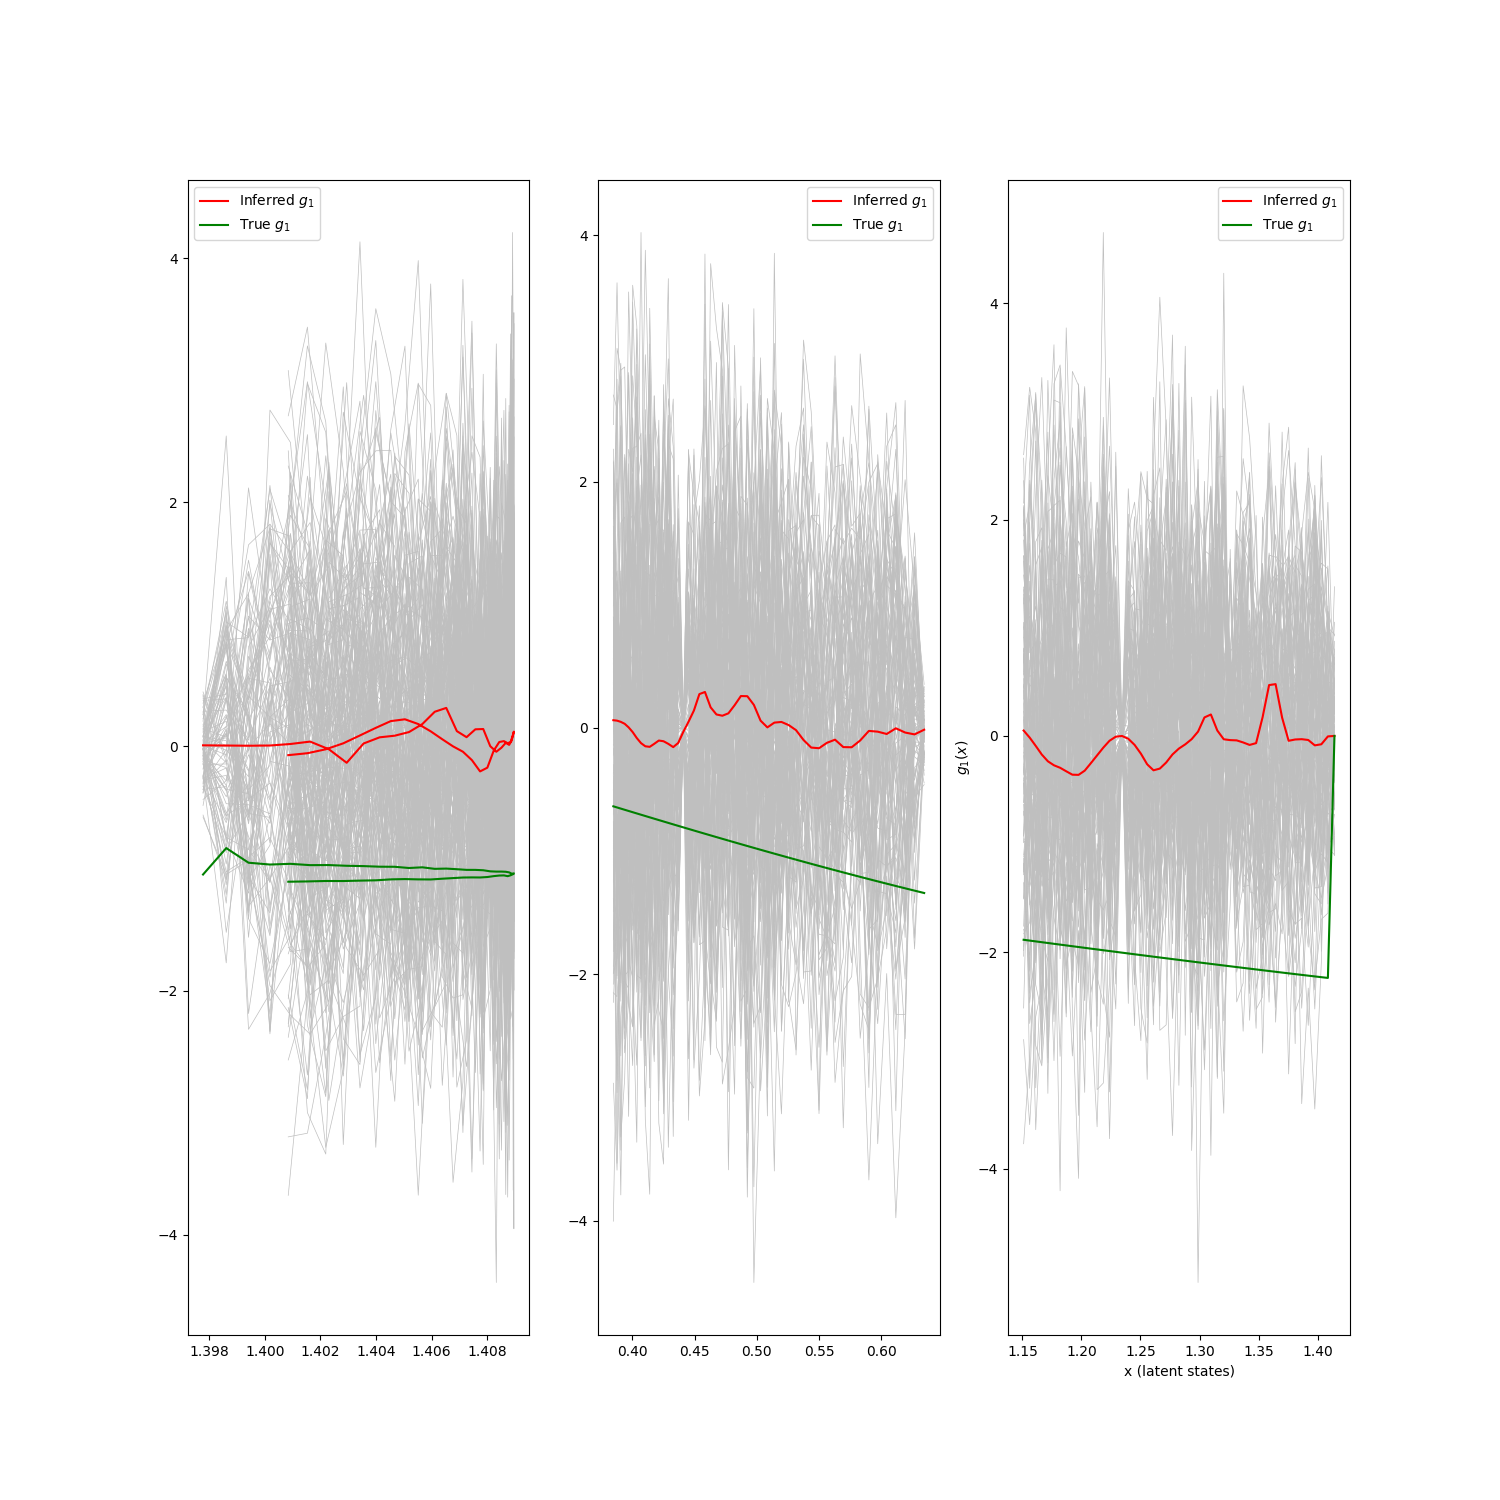 Inferred g₁
True g₁
4
2
0
−2
−4
1.398 1.400 1.402 1.404 1.406 1.408
Inferred g₁
True g₁
4
2
0
−2
−4
0.40 0.45 0.50 0.55 0.60
Inferred g₁
True g₁
g₁(x)
4
2
0
−2
−4
1.15 1.20 1.25 1.30 1.35 1.40
x (latent states)